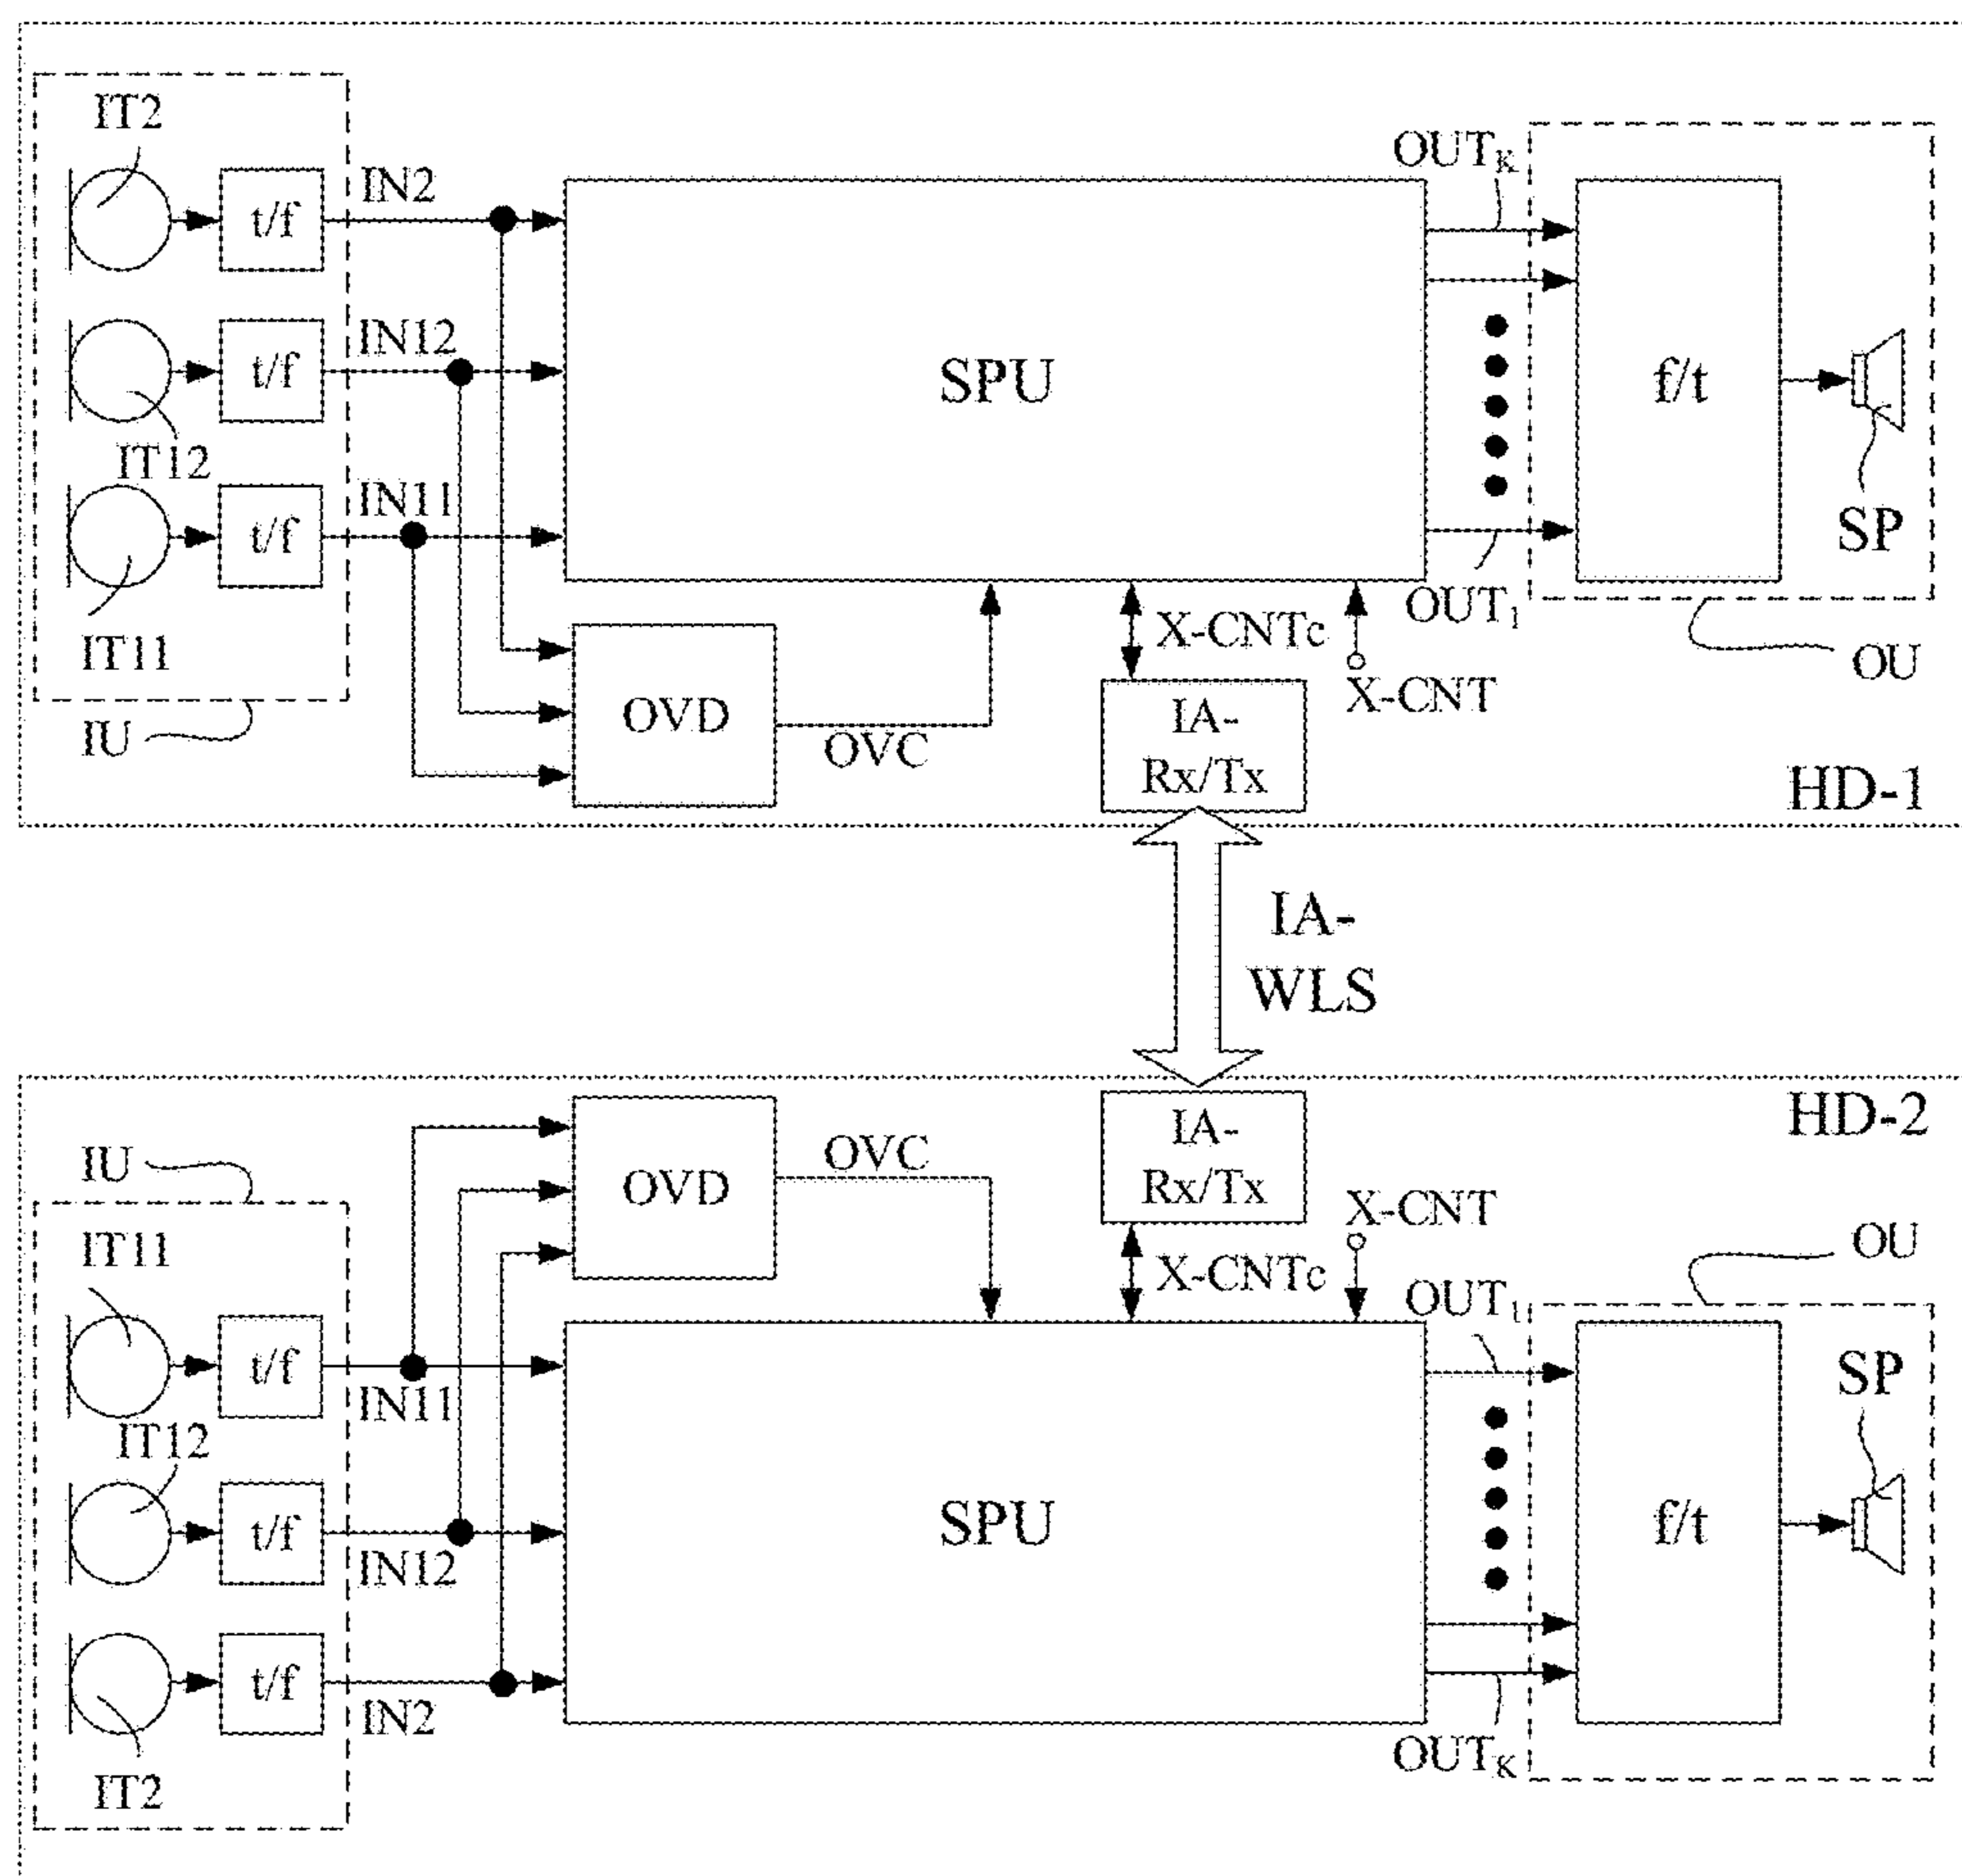 IT2
t/f
IN2
OUTK
IN12
t/f
IT12
SPU
f/t
IN11
t/f
SP
IT11
OUT1
X-CNTc
X-CNT
OU
IU
OVD
OVC
IA-
Rx/Tx
HD-1
IA-
WLS
HD-2
IA-
Rx/Tx
IU
OVD
OVC
X-CNT
OU
IT11
X-CNTc
OUT1
t/f
IN11
SP
IT12
SPU
f/t
t/f
IN12
t/f
IN2
OUTK
IT2